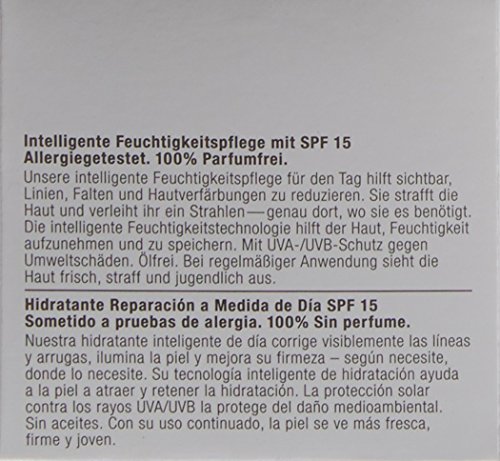 Intelligente Feuchtigkeitspflege mit SPF 15
Allergiegetestet. 100% Parfumfrei.
Unsere intelligente Feuchtigkeitspflege für den Tag hilft sichtbar,
Linien, Falten und Hautverfärbungen zu reduzieren. Sie strafft die
Haut und verleiht ihr ein Strahlen—genau dort, wo sie es benötigt.
Die intelligente Feuchtigkeitstechnologie hilft der Haut, Feuchtigkeit
aufzunehmen und zu speichern. Mit UVA-/UVB-Schutz gegen
Umweltschäden. Ölfrei. Bei regelmäßiger Anwendung sieht die
Haut frisch, straff und jugendlich aus.
Hidratante Reparación a Medida de Día SPF 15
Sometido a pruebas de alergia. 100% Sin perfume.
Nuestra hidratante inteligente de día corrige visiblemente las líneas
y arrugas, ilumina la piel y mejora su firmeza – según necesite,
donde lo necesite. Su tecnología inteligente de hidratación ayuda
a la piel a atraer y retener la hidratación. La protección solar
contra los rayos UVA/UVB la protege del daño medioambiental.
Sin aceites. Con su uso continuado, la piel se ve más fresca,
firme y joven.